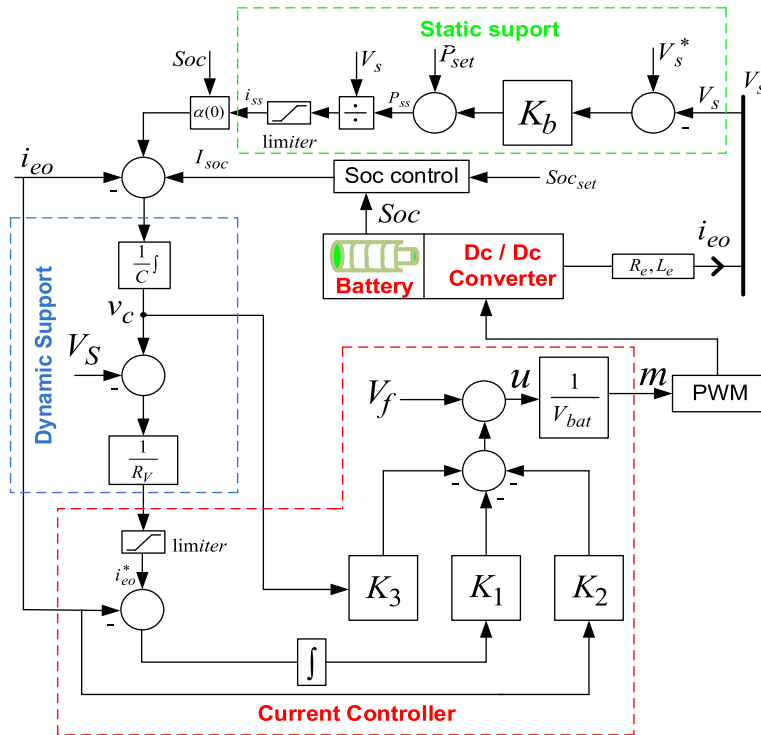 Static suport
Soc
V_s
P_set
V_s^*
V_s
V_s
i_ss
P_ss
α(0)
÷
K_b
-
limiter
i_eo
I_soc
Soc control
Soc_set
-
Soc
1/C ∫
Dc / Dc
Converter
Battery
R_e, L_e
i_eo
v_c
V_S
-
Dynamic Support
V_f
u
1/V_bat
m
PWM
1/R_V
-
-
-
limiter
i_eo^*
K_3
K_1
K_2
-
∫
Current Controller